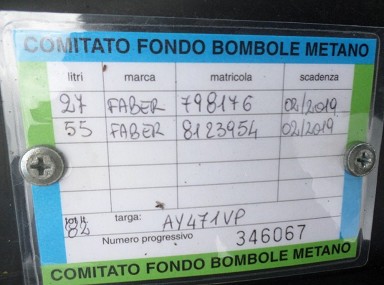 COMITATO FONDO BOMBOLE METANO
litri marca matricola scadenza
27 FABER 798176 02/2019
55 FABER 8123954 02/2019
tot. lt. targa: AY471VP
82
Numero progressivo 346067
COMITATO FONDO BOMBOLE METANO